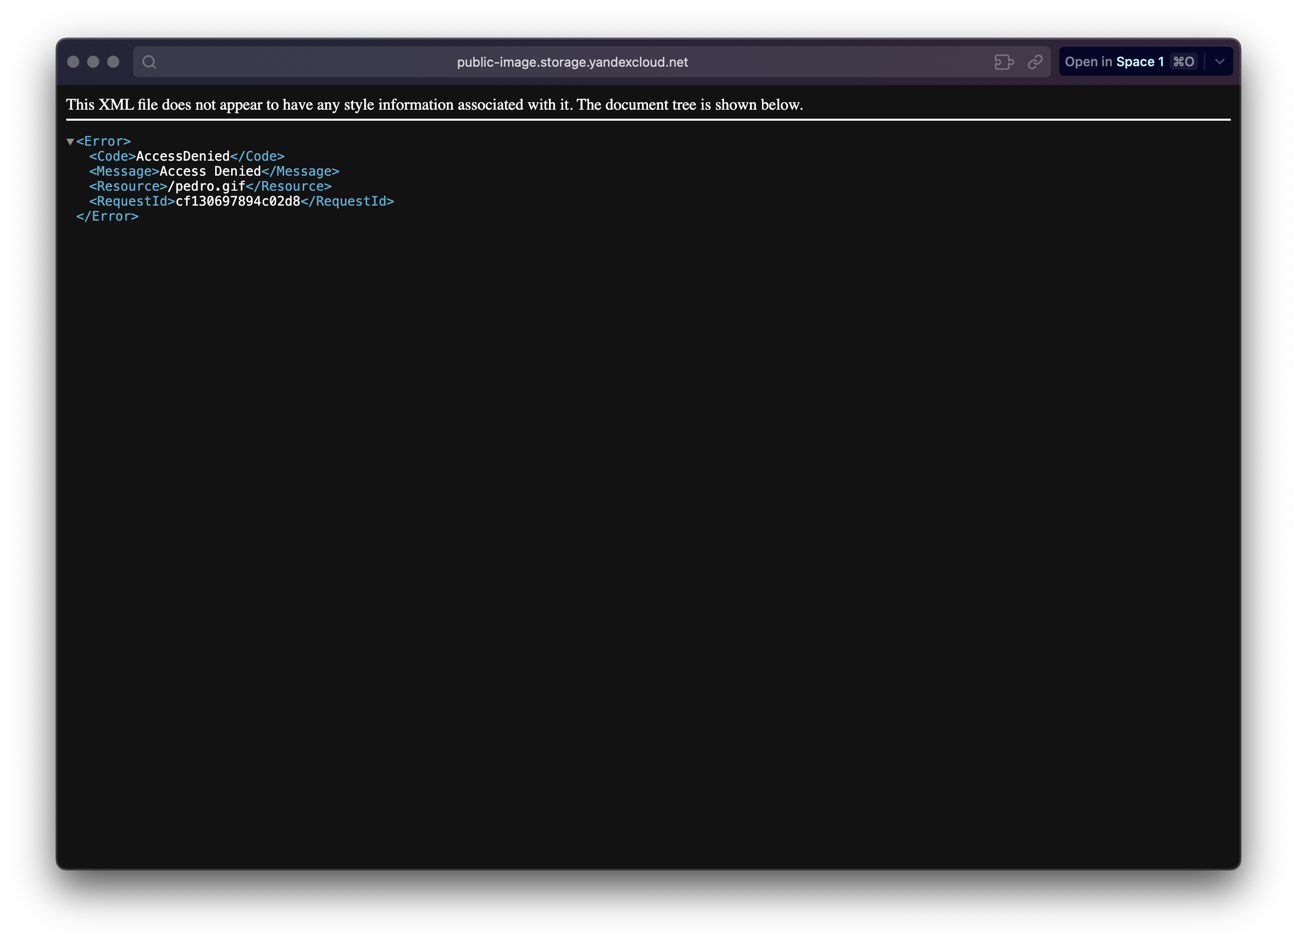 public-image.storage.yandexcloud.net
Open in Space 1 ⌘O
This XML file does not appear to have any style information associated with it. The document tree is shown below.
▼<Error>
<Code>AccessDenied</Code>
<Message>Access Denied</Message>
<Resource>/pedro.gif</Resource>
<RequestId>cf130697894c02d8</RequestId>
</Error>